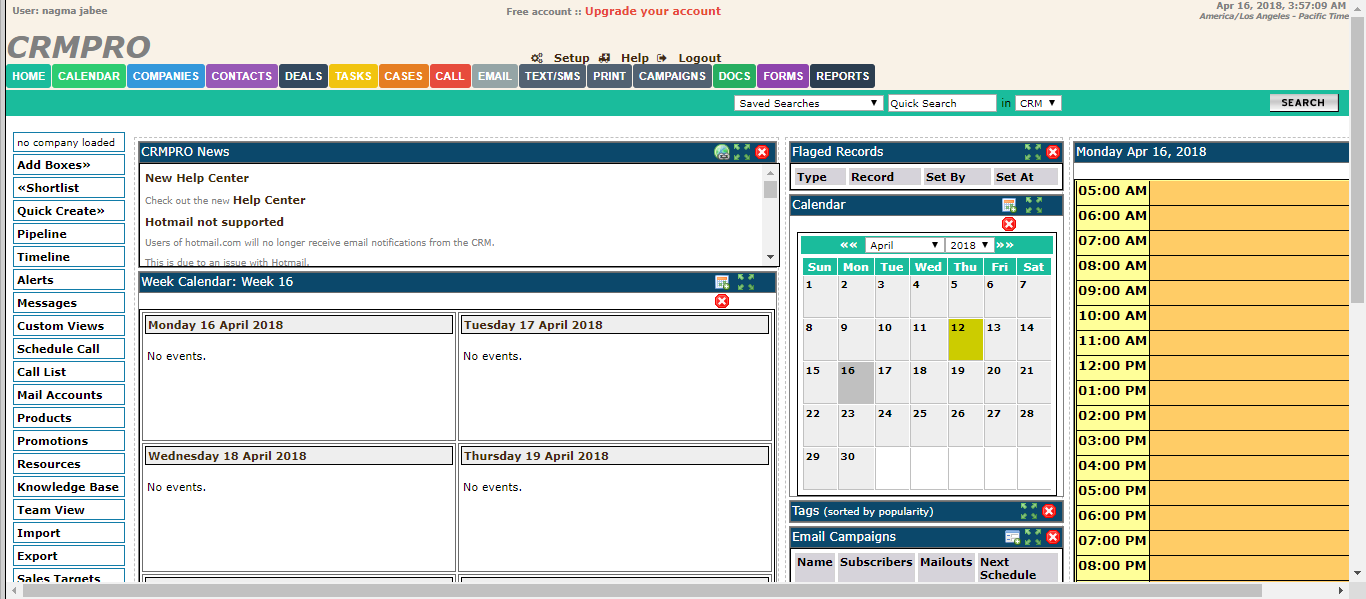 User: nagma jabee
Free account :: Upgrade your account
Apr 16, 2018, 3:57:09 AM
America/Los Angeles - Pacific Time
CRMPRO
Setup Help Logout
HOME CALENDAR COMPANIES CONTACTS DEALS TASKS CASES CALL EMAIL TEXT/SMS PRINT CAMPAIGNS DOCS FORMS REPORTS
Saved Searches Quick Search in CRM SEARCH
no company loaded
Add Boxes»
«Shortlist
Quick Create»
Pipeline
Timeline
Alerts
Messages
Custom Views
Schedule Call
Call List
Mail Accounts
Products
Promotions
Resources
Knowledge Base
Team View
Import
Export
Sales Targets
CRMPRO News
New Help Center
Check out the new Help Center
Hotmail not supported
Users of hotmail.com will no longer receive email notifications from the CRM.
This is due to an issue with Hotmail.
Week Calendar: Week 16
Monday 16 April 2018
No events.
Tuesday 17 April 2018
No events.
Wednesday 18 April 2018
No events.
Thursday 19 April 2018
No events.
Flaged Records
Type Record Set By Set At
Calendar
«« April 2018 »»
Sun Mon Tue Wed Thu Fri Sat
1 2 3 4 5 6 7
8 9 10 11 12 13 14
15 16 17 18 19 20 21
22 23 24 25 26 27 28
29 30
Tags (sorted by popularity)
Email Campaigns
Name Subscribers Mailouts Next
Schedule
Monday Apr 16, 2018
05:00 AM
06:00 AM
07:00 AM
08:00 AM
09:00 AM
10:00 AM
11:00 AM
12:00 PM
01:00 PM
02:00 PM
03:00 PM
04:00 PM
05:00 PM
06:00 PM
07:00 PM
08:00 PM